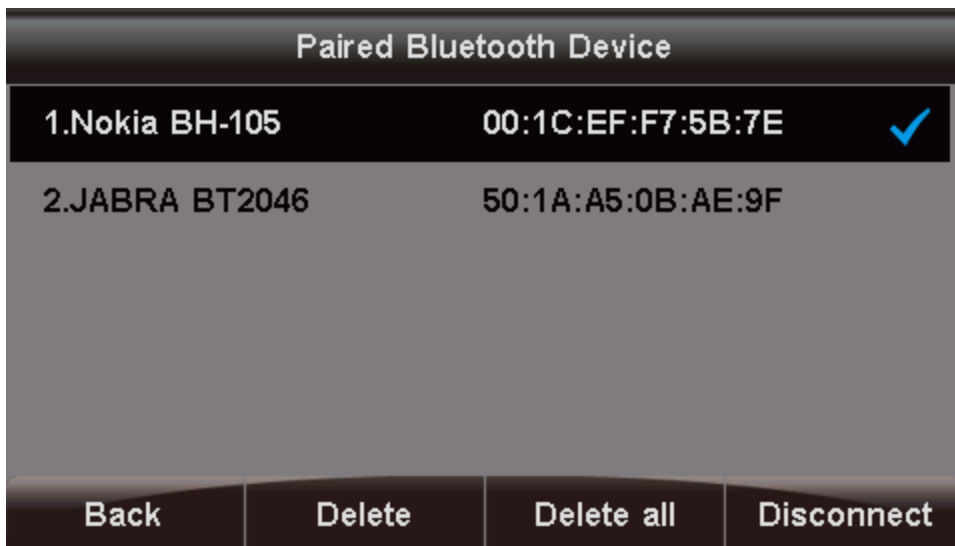 Paired Bluetooth Device
1.Nokia BH-105 00:1C:EF:F7:5B:7E
2.JABRA BT2046 50:1A:A5:0B:AE:9F
Back Delete Delete all Disconnect